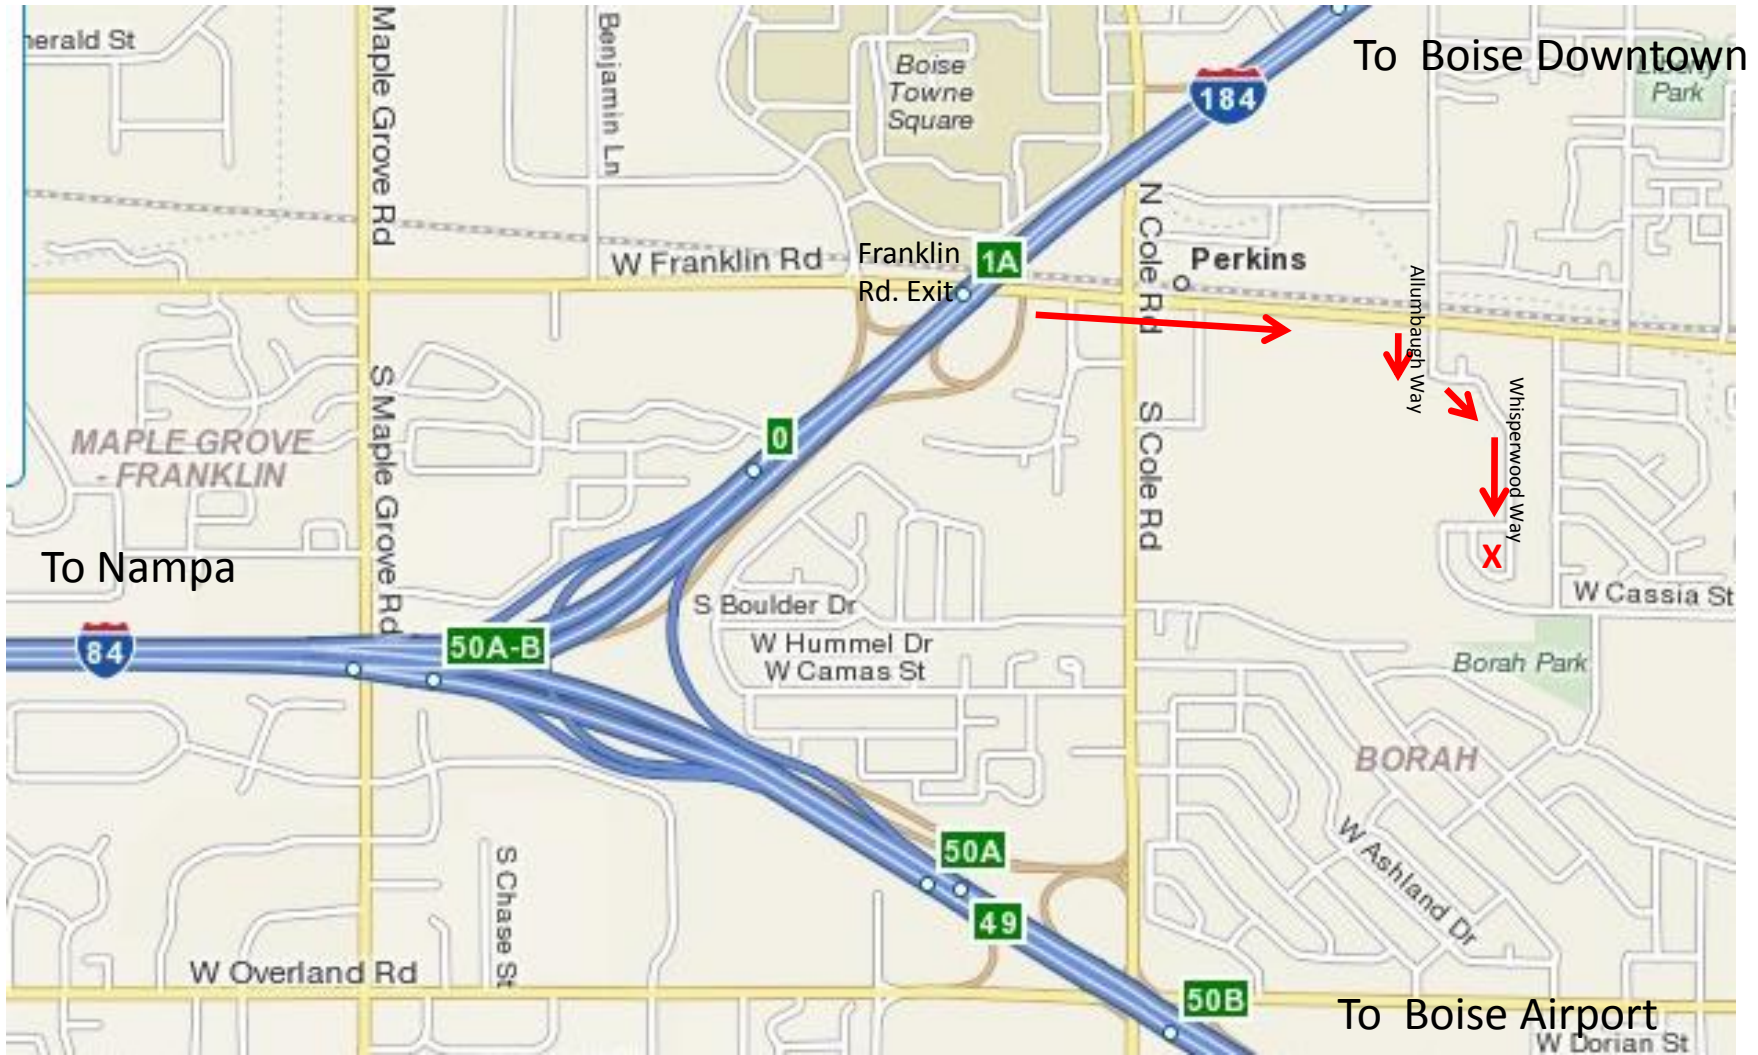 To Boise Downtown
herald St
Maple Grove Rd
Benjamin Ln
Boise
Towne
Square
184
Liberty
Park
N Cole Rd
W Franklin Rd
Franklin
Rd. Exit
1A
Perkins
Allumbaugh Way
Whisperwood Way
S Maple Grove Rd
MAPLE GROVE
- FRANKLIN
0
S Cole Rd
To Nampa
X
W Cassia St
S Boulder Dr
84
50A-B
W Hummel Dr
W Camas St
Borah Park
BORAH
W Ashland Dr
50A
S Chase St
49
W Overland Rd
50B
To Boise Airport
W Dorian St